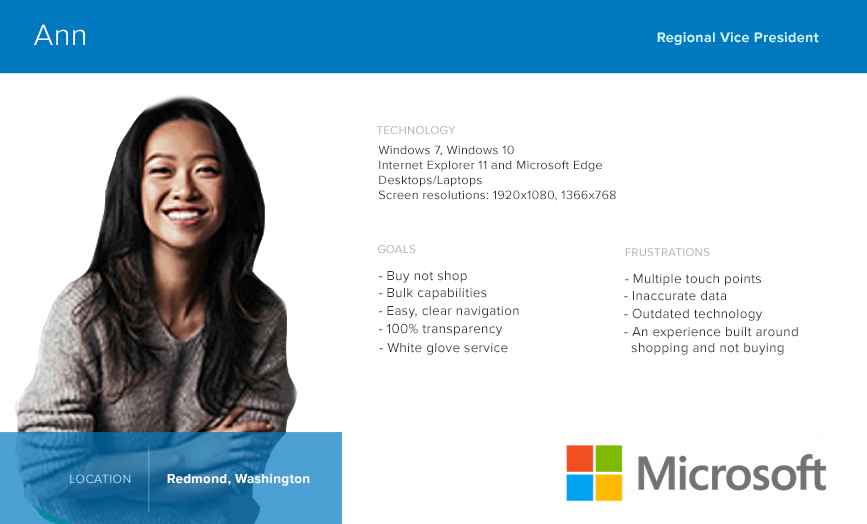 Ann
Regional Vice President
TECHNOLOGY
Windows 7, Windows 10
Internet Explorer 11 and Microsoft Edge
Desktops/Laptops
Screen resolutions: 1920x1080, 1366x768
GOALS
- Buy not shop
- Bulk capabilities
- Easy, clear navigation
- 100% transparency
- White glove service
FRUSTRATIONS
- Multiple touch points
- Inaccurate data
- Outdated technology
- An experience built around
shopping and not buying
LOCATION
Redmond, Washington
Microsoft